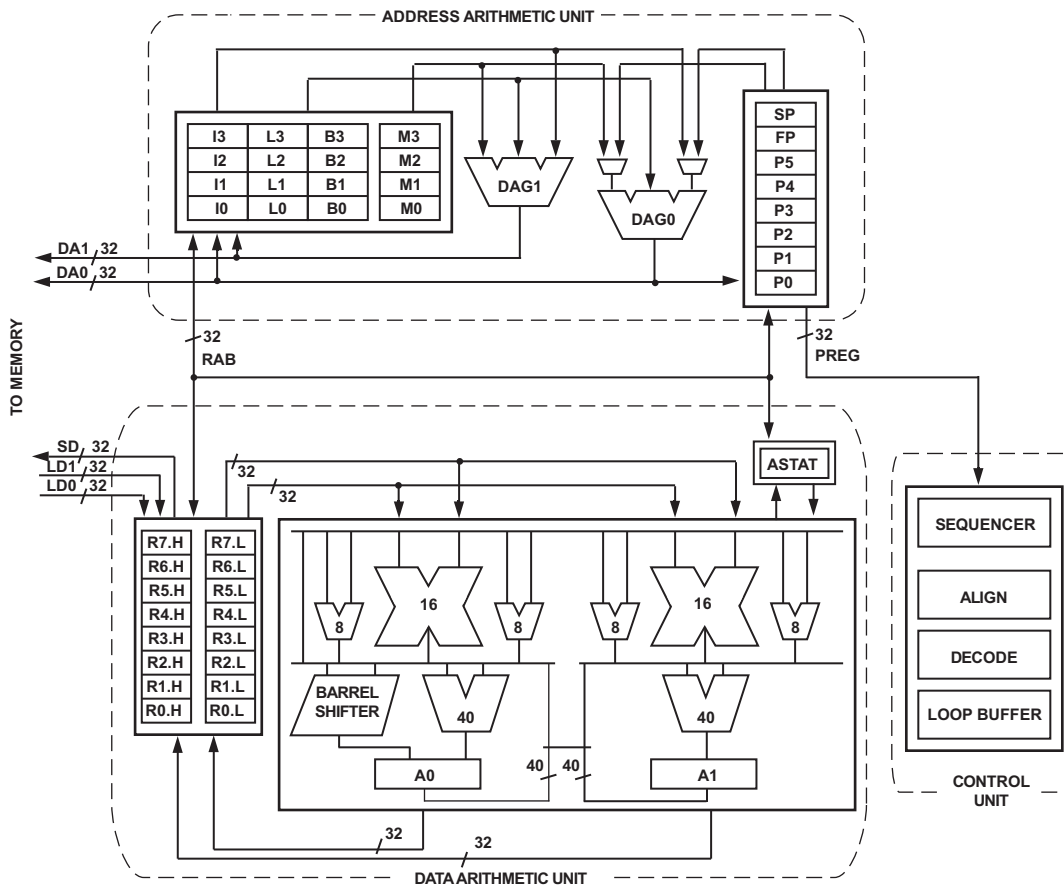 ADDRESS ARITHMETIC UNIT
I3 L3 B3 M3
I2 L2 B2 M2
I1 L1 B1 M1
I0 L0 B0 M0
DAG1
DAG0
SP
FP
P5
P4
P3
P2
P1
P0
DA1 32
DA0 32
TO MEMORY
32
RAB
32
PREG
SD 32
LD1 32
LD0 32
32
32
ASTAT
R7.H R7.L
R6.H R6.L
R5.H R5.L
R4.H R4.L
R3.H R3.L
R2.H R2.L
R1.H R1.L
R0.H R0.L
8 16 8 8 16 8
BARREL
SHIFTER
40
40
A0
40 40
A1
32
32
DATA ARITHMETIC UNIT
SEQUENCER
ALIGN
DECODE
LOOP BUFFER
CONTROL
UNIT